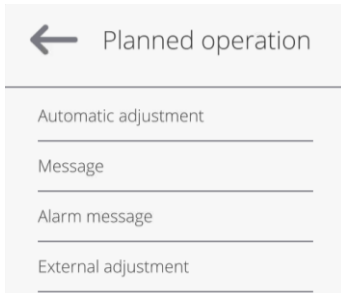 Planned operation
Automatic adjustment
Message
Alarm message
External adjustment